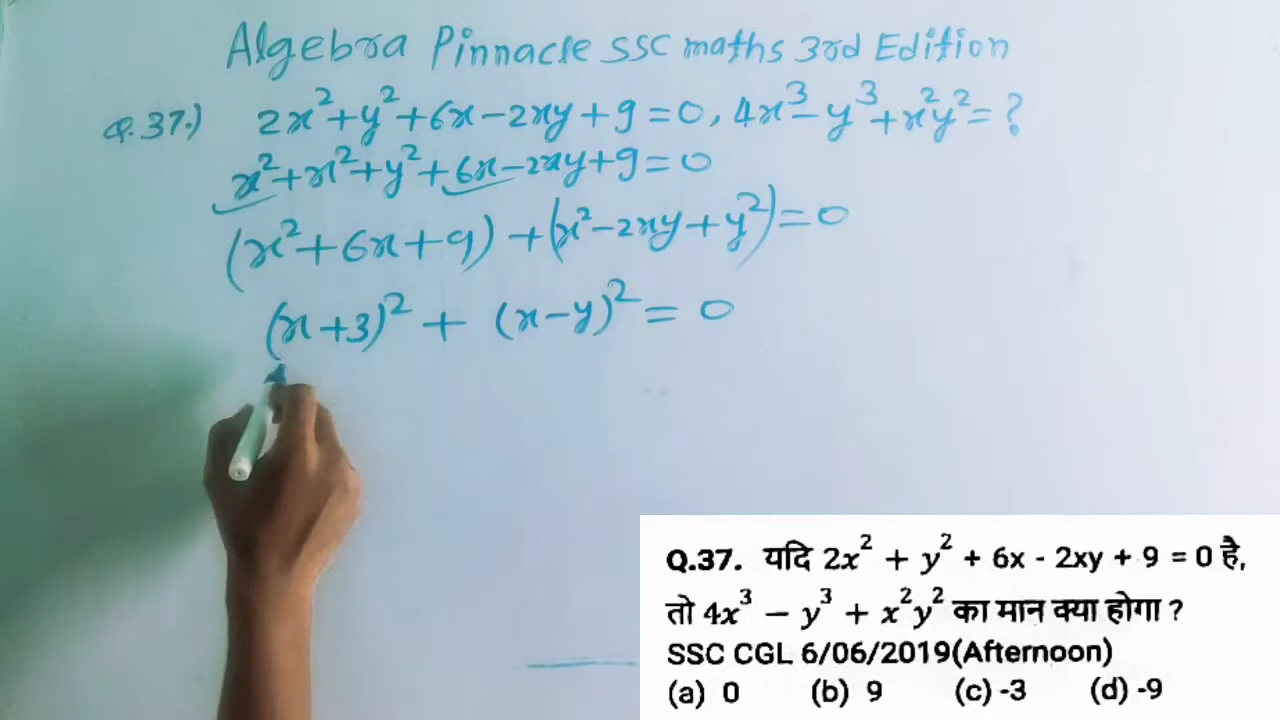 Algebra Pinnacle SSC maths 3rd Edition
Q.37.) 2x²+y²+6x-2xy+9=0, 4x³-y³+x²y²=?
x²+x²+y²+6x-2xy+9=0
(x²+6x+9)+(x²-2xy+y²)=0
(x+3)²+(x-y)²=0
Q.37. यदि 2x² + y² + 6x - 2xy + 9 = 0 है,
तो 4x³ − y³ + x²y² का मान क्या होगा ?
SSC CGL 6/06/2019(Afternoon)
(a) 0 (b) 9 (c) -3 (d) -9